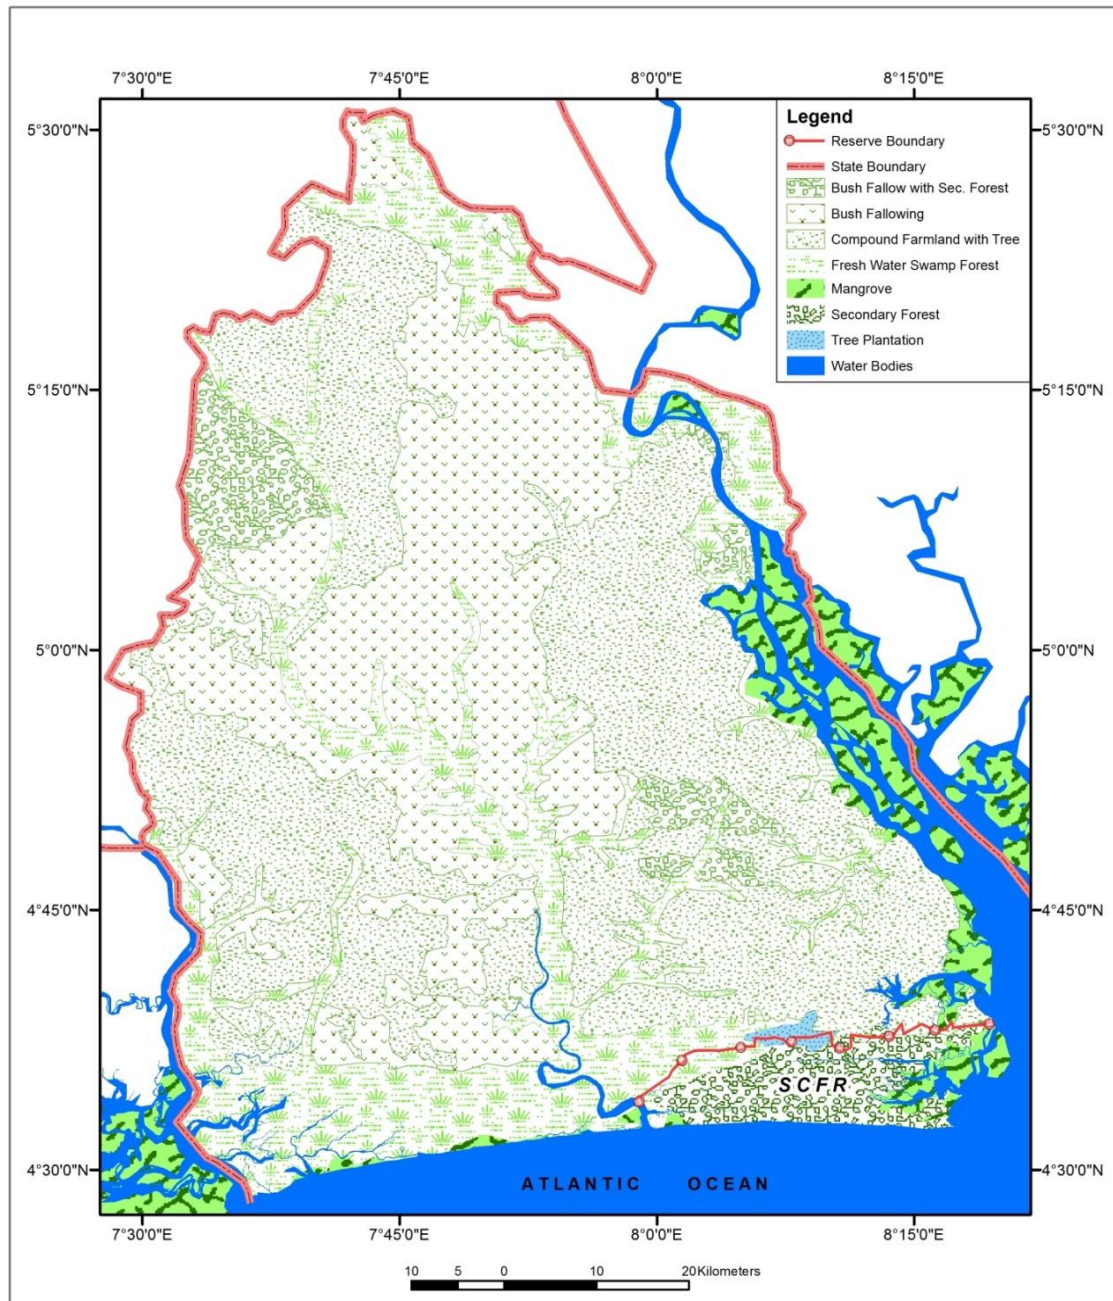 7°30'0"E 7°45'0"E 8°0'0"E 8°15'0"E
5°30'0"N 5°30'0"N
Legend
Reserve Boundary
State Boundary
Bush Fallow with Sec. Forest
Bush Fallowing
Compound Farmland with Tree
Fresh Water Swamp Forest
Mangrove
Secondary Forest
Tree Plantation
Water Bodies
5°15'0"N 5°15'0"N
5°0'0"N 5°0'0"N
4°45'0"N 4°45'0"N
SCFR
4°30'0"N 4°30'0"N
ATLANTIC OCEAN
7°30'0"E 7°45'0"E 8°0'0"E 8°15'0"E
10 5 0 10 20 Kilometers